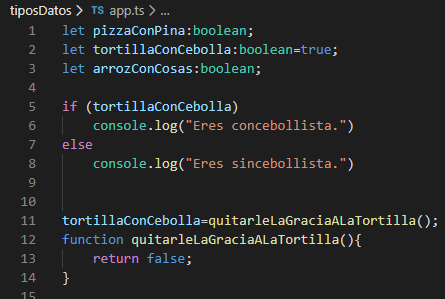 tiposDatos > TS app.ts > ...
1 let pizzaConPina:boolean;
2 let tortillaConCebolla:boolean=true;
3 let arrozConCosas:boolean;
4
5 if (tortillaConCebolla)
6     console.log("Eres concebollista.")
7 else
8     console.log("Eres sincebollista.")
9
10
11 tortillaConCebolla=quitarleLaGraciaALaTortilla();
12 function quitarleLaGraciaALaTortilla(){
13     return false;
14 }
15